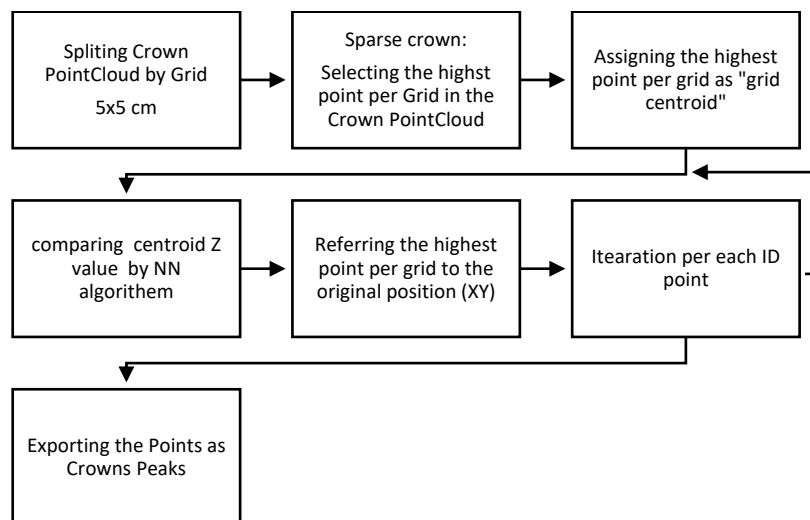 Spliting Crown
PointCloud by Grid
5x5 cm
Sparse crown:
Selecting the highst
point per Grid in the
Crown PointCloud
Assigning the highest
point per grid as "grid
centroid"
comparing centroid Z
value by NN
algorithem
Referring the highest
point per grid to the
original position (XY)
Itearation per each ID
point
Exporting the Points as
Crowns Peaks